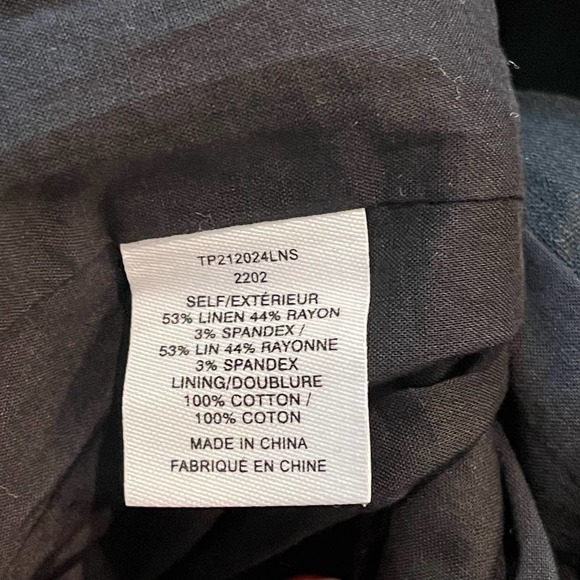 TP212024LNS
2202
SELF/EXTÉRIEUR
53% LINEN 44% RAYON
3% SPANDEX /
53% LIN 44% RAYONNE
3% SPANDEX
LINING/DOUBLURE
100% COTTON /
100% COTON
MADE IN CHINA
FABRIQUÉ EN CHINE